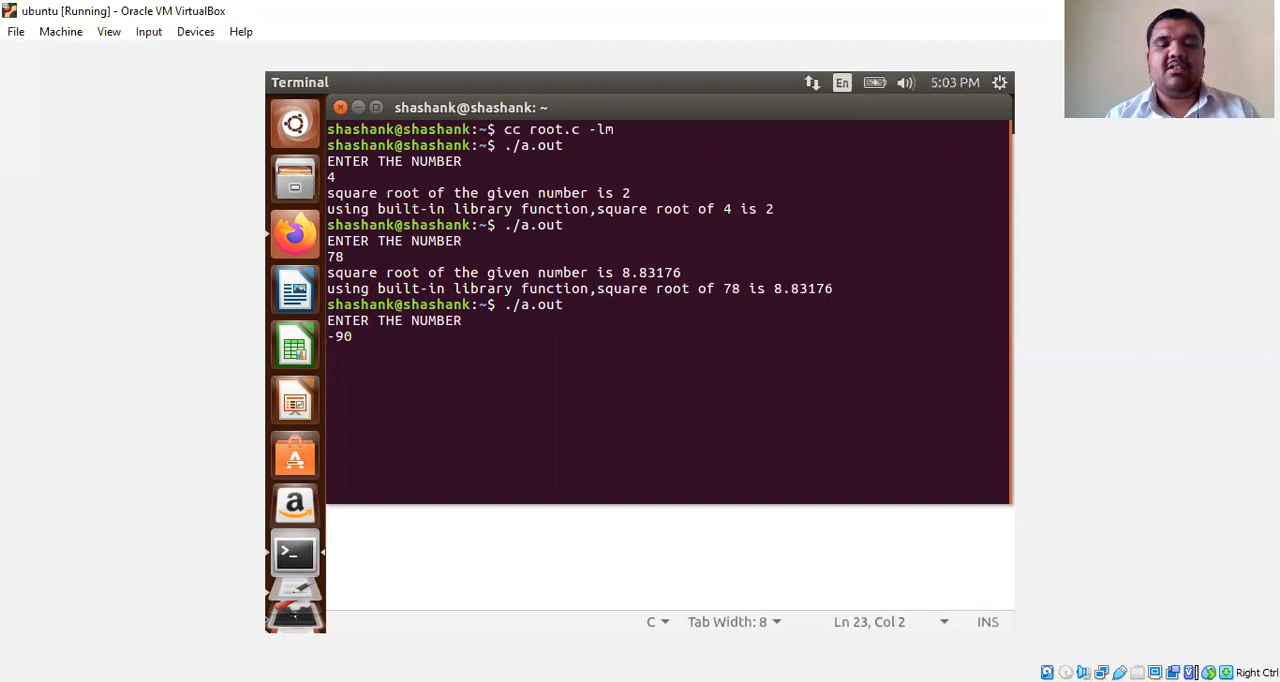 ubuntu [Running] - Oracle VM VirtualBox
File Machine View Input Devices Help
Terminal En 5:03 PM
shashank@shashank: ~
shashank@shashank:~$ cc root.c -lm
shashank@shashank:~$ ./a.out
ENTER THE NUMBER
4
square root of the given number is 2
using built-in library function,square root of 4 is 2
shashank@shashank:~$ ./a.out
ENTER THE NUMBER
78
square root of the given number is 8.83176
using built-in library function,square root of 78 is 8.83176
shashank@shashank:~$ ./a.out
ENTER THE NUMBER
-90
C Tab Width: 8 Ln 23, Col 2 INS
Right Ctrl